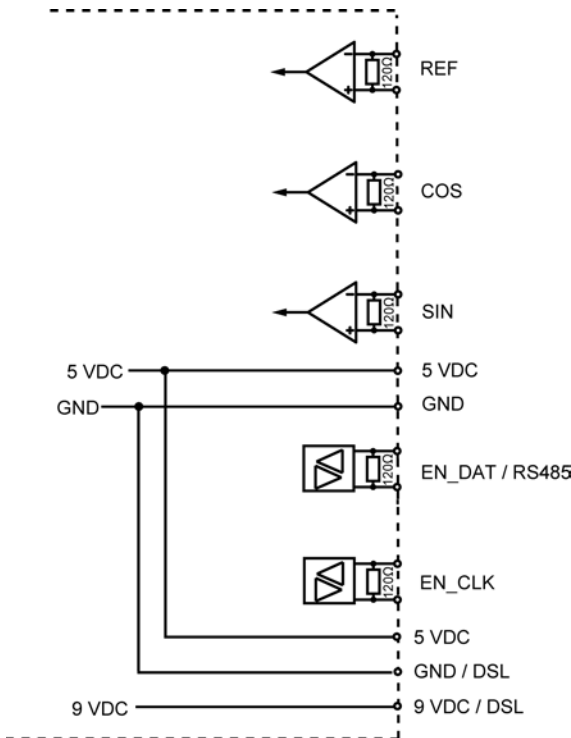 120Ω
REF
120Ω
COS
120Ω
SIN
5 VDC
5 VDC
GND
GND
120Ω
EN_DAT / RS485
120Ω
EN_CLK
5 VDC
GND / DSL
9 VDC
9 VDC / DSL